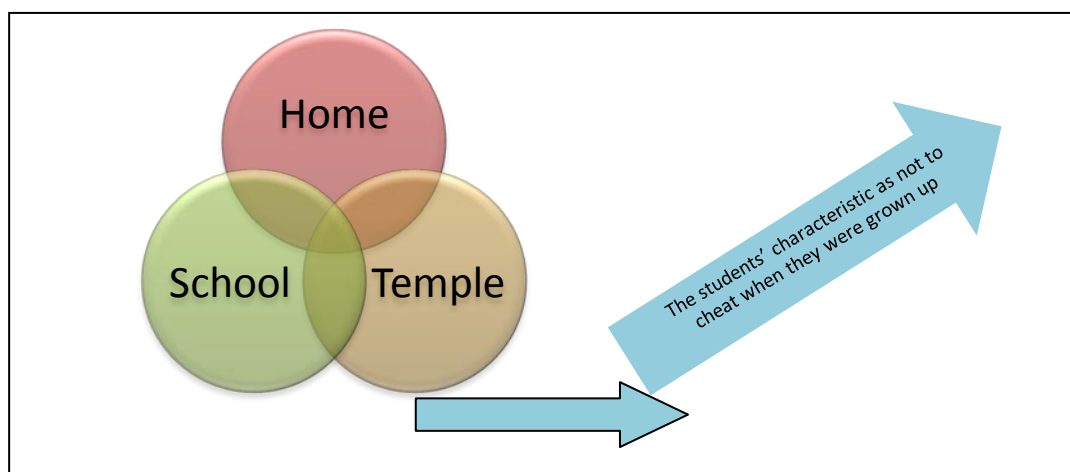 Home
School
Temple
The students' characteristic as not to
cheat when they were grown up